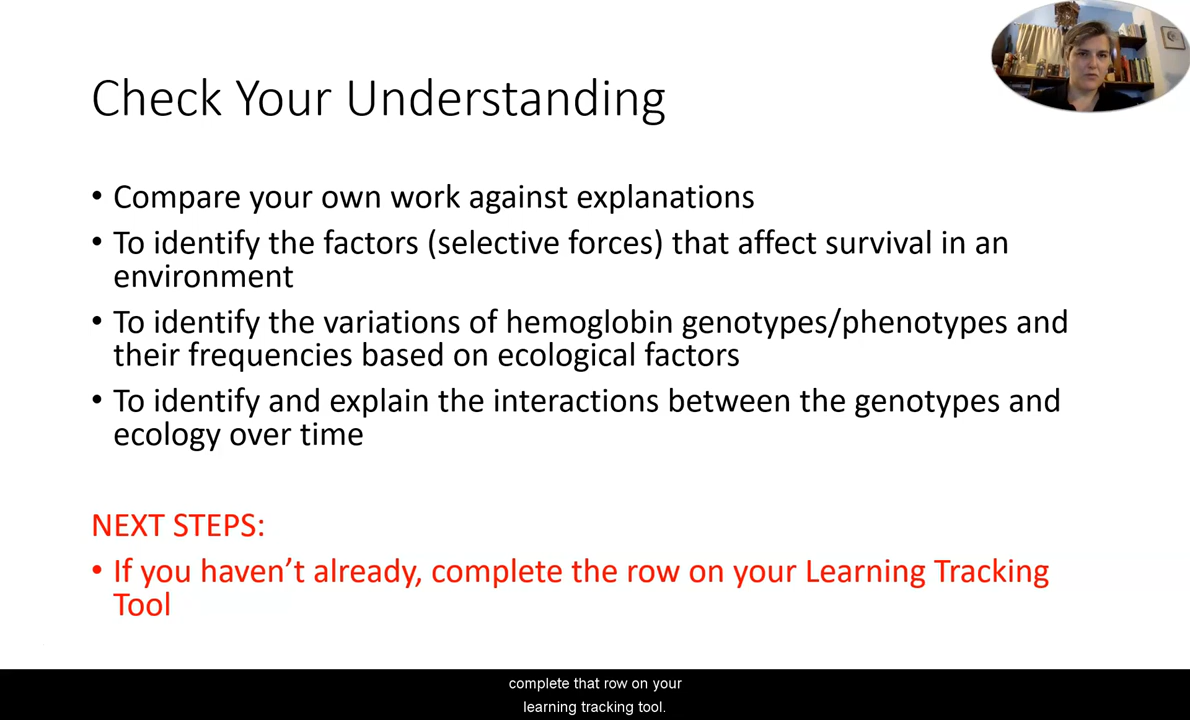 Check Your Understanding
• Compare your own work against explanations
• To identify the factors (selective forces) that affect survival in an
environment
• To identify the variations of hemoglobin genotypes/phenotypes and
their frequencies based on ecological factors
• To identify and explain the interactions between the genotypes and
ecology over time
NEXT STEPS:
• If you haven’t already, complete the row on your Learning Tracking
Tool
complete that row on your
learning tracking tool.